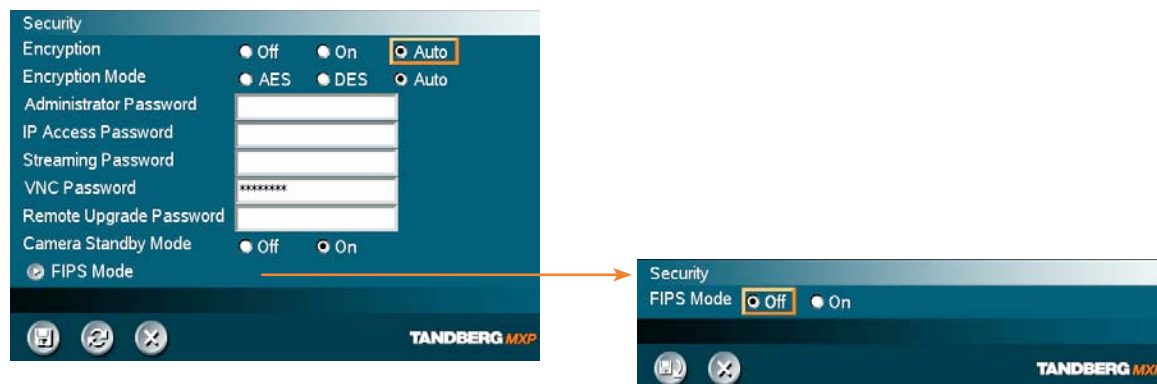 Security
Encryption Off On Auto
Encryption Mode AES DES Auto
Administrator Password
IP Access Password
Streaming Password
VNC Password ********
Remote Upgrade Password
Camera Standby Mode Off On
FIPS Mode
TANDBERG MXP
Security
FIPS Mode Off On
TANDBERG MXP